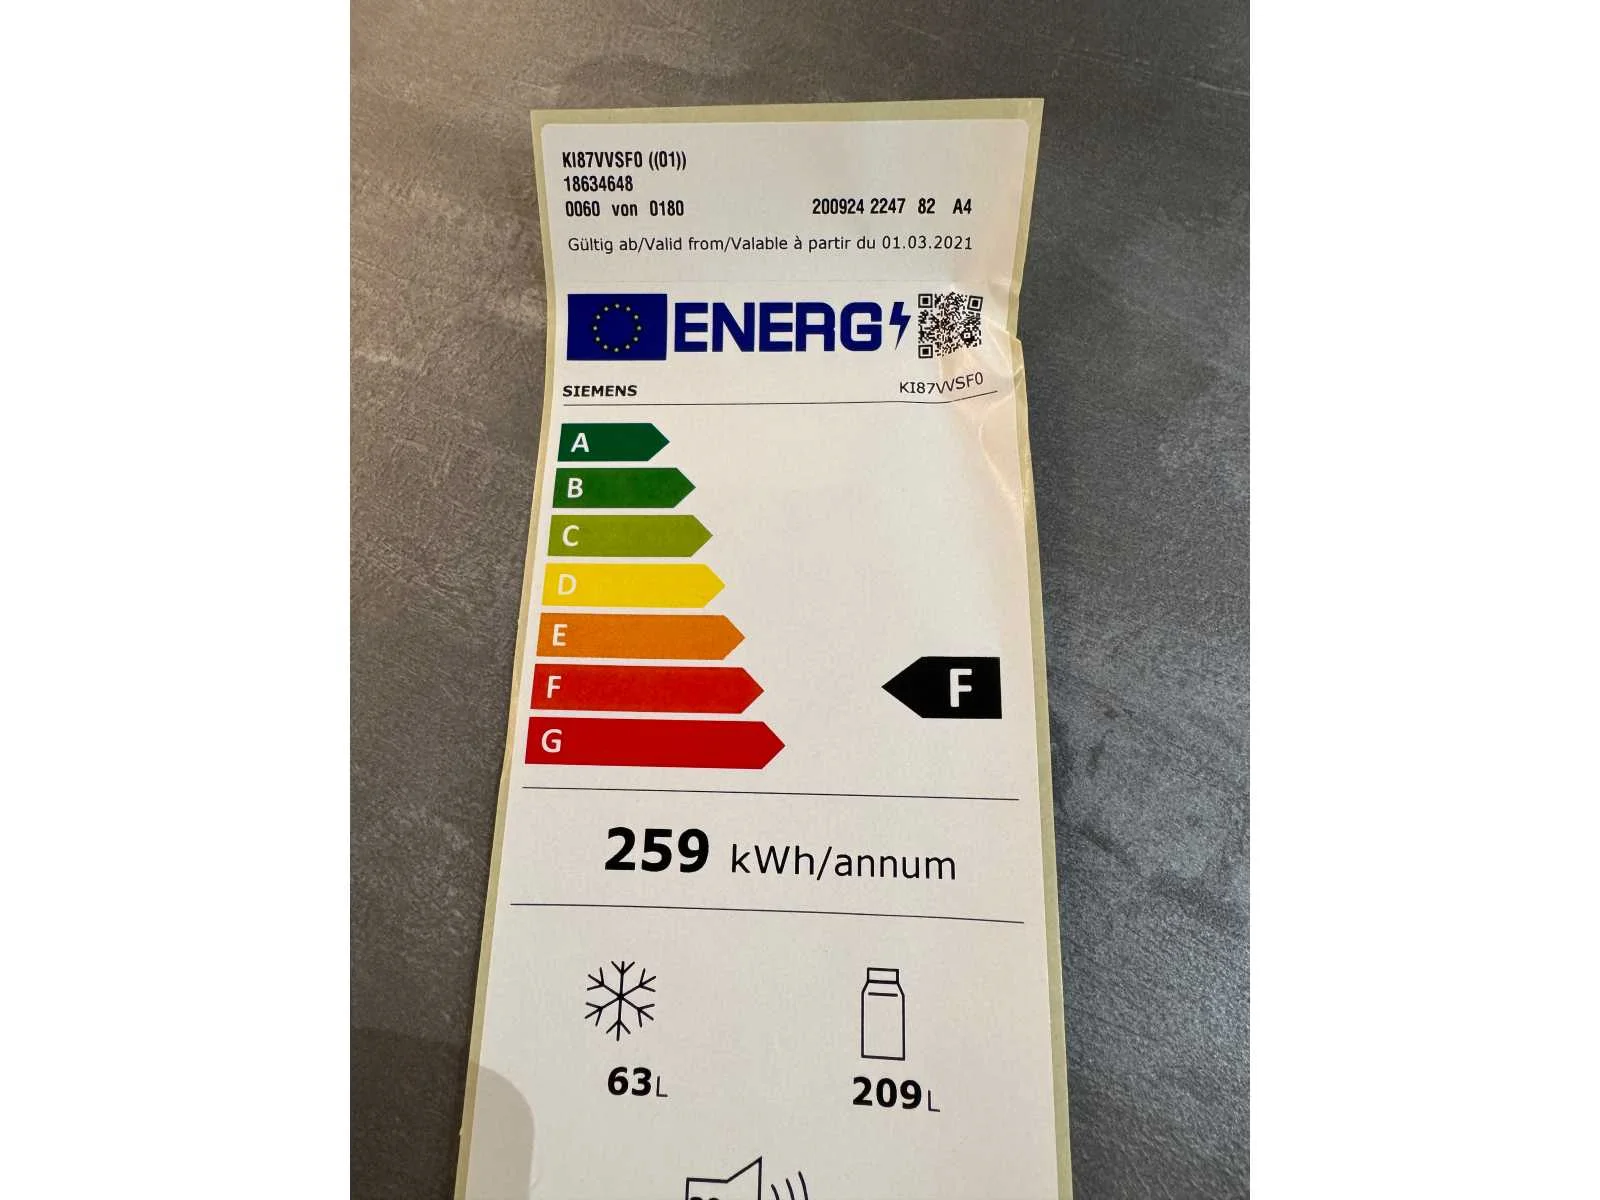 KI87VVSF0 ((01))
18634648
0060 von 0180 200924 2247 82 A4
Gültig ab/Valid from/Valable à partir du 01.03.2021
ENERG
SIEMENS KI87VVSF0
A
B
C
D
E
F F
G
259 kWh/annum
63L 209L